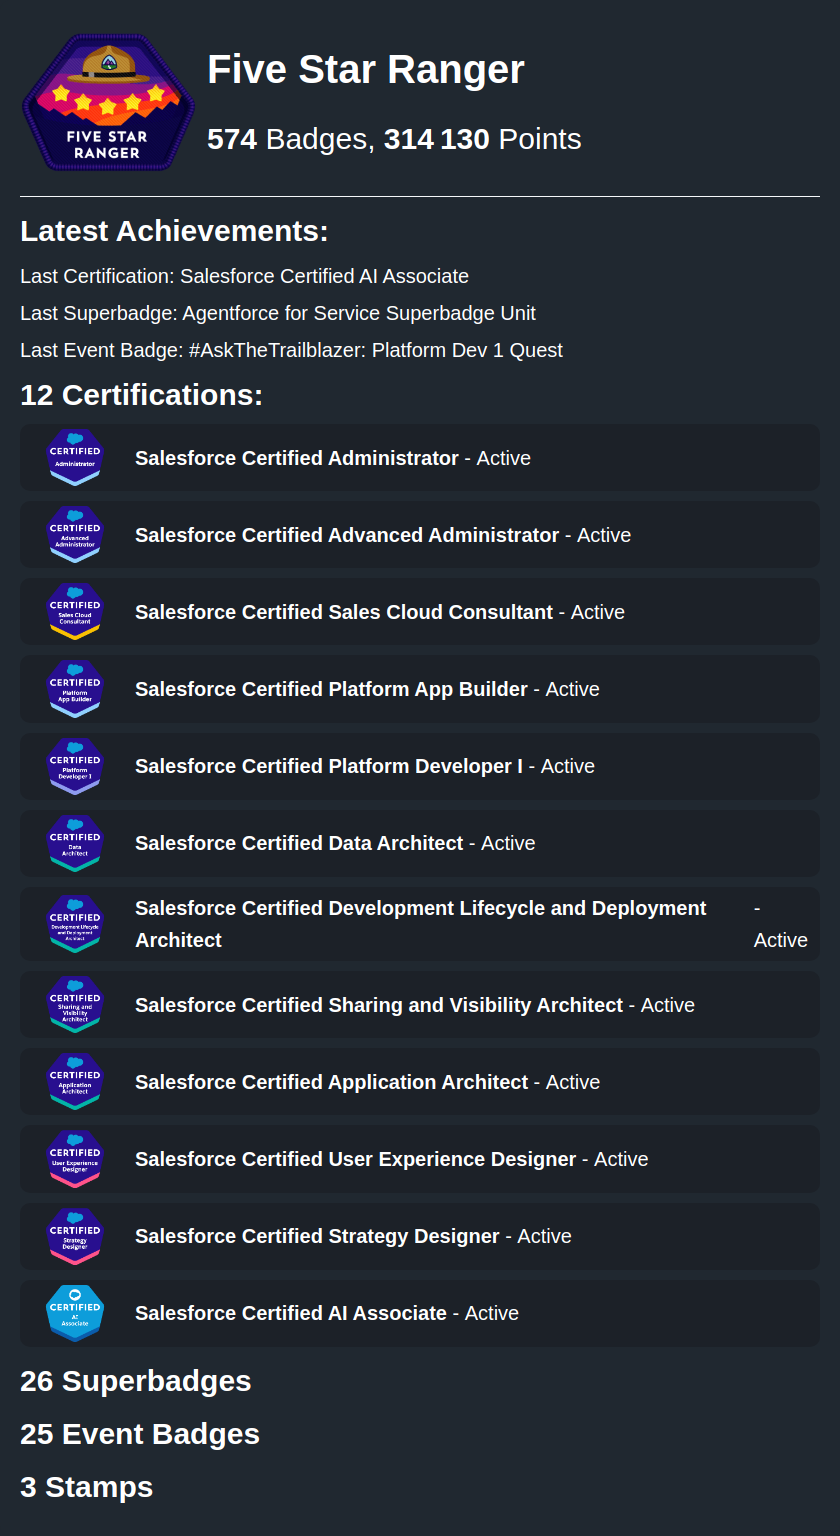 FIVE STAR
RANGER
Five Star Ranger
574 Badges, 314 130 Points
Latest Achievements:
Last Certification: Salesforce Certified AI Associate
Last Superbadge: Agentforce for Service Superbadge Unit
Last Event Badge: #AskTheTrailblazer: Platform Dev 1 Quest
12 Certifications:
CERTIFIED
Administrator
Salesforce Certified Administrator - Active
CERTIFIED
Advanced
Administrator
Salesforce Certified Advanced Administrator - Active
CERTIFIED
Sales Cloud
Consultant
Salesforce Certified Sales Cloud Consultant - Active
CERTIFIED
Platform
App Builder
Salesforce Certified Platform App Builder - Active
CERTIFIED
Platform
Developer I
Salesforce Certified Platform Developer I - Active
CERTIFIED
Data
Architect
Salesforce Certified Data Architect - Active
CERTIFIED
Development Lifecycle
and Deployment
Architect
Salesforce Certified Development Lifecycle and Deployment -
Architect Active
CERTIFIED
Sharing and
Visibility
Architect
Salesforce Certified Sharing and Visibility Architect - Active
CERTIFIED
Application
Architect
Salesforce Certified Application Architect - Active
CERTIFIED
User Experience
Designer
Salesforce Certified User Experience Designer - Active
CERTIFIED
Strategy
Designer
Salesforce Certified Strategy Designer - Active
CERTIFIED
AI
Associate
Salesforce Certified AI Associate - Active
26 Superbadges
25 Event Badges
3 Stamps